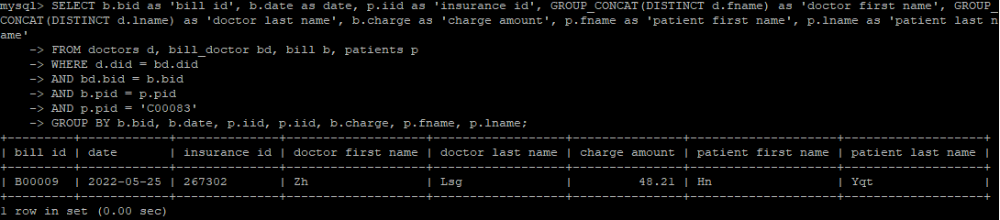 mysql> SELECT b.bid as 'bill id', b.date as date, p.iid as 'insurance id', GROUP_CONCAT(DISTINCT d.fname) as 'doctor first name', GROUP_
CONCAT(DISTINCT d.lname) as 'doctor last name', b.charge as 'charge amount', p.fname as 'patient first name', p.lname as 'patient last n
ame'
    -> FROM doctors d, bill_doctor bd, bill b, patients p
    -> WHERE d.did = bd.did
    -> AND bd.bid = b.bid
    -> AND b.pid = p.pid
    -> AND p.pid = 'C00083'
    -> GROUP BY b.bid, b.date, p.iid, p.iid, b.charge, p.fname, p.lname;
+---------+------------+--------------+-------------------+------------------+---------------+--------------------+-------------------+
| bill id | date       | insurance id | doctor first name | doctor last name | charge amount | patient first name | patient last name |
+---------+------------+--------------+-------------------+------------------+---------------+--------------------+-------------------+
| B00009  | 2022-05-25 | 267302       | Zh                | Lsg              |         48.21 | Hn                 | Yqt               |
+---------+------------+--------------+-------------------+------------------+---------------+--------------------+-------------------+
1 row in set (0.00 sec)